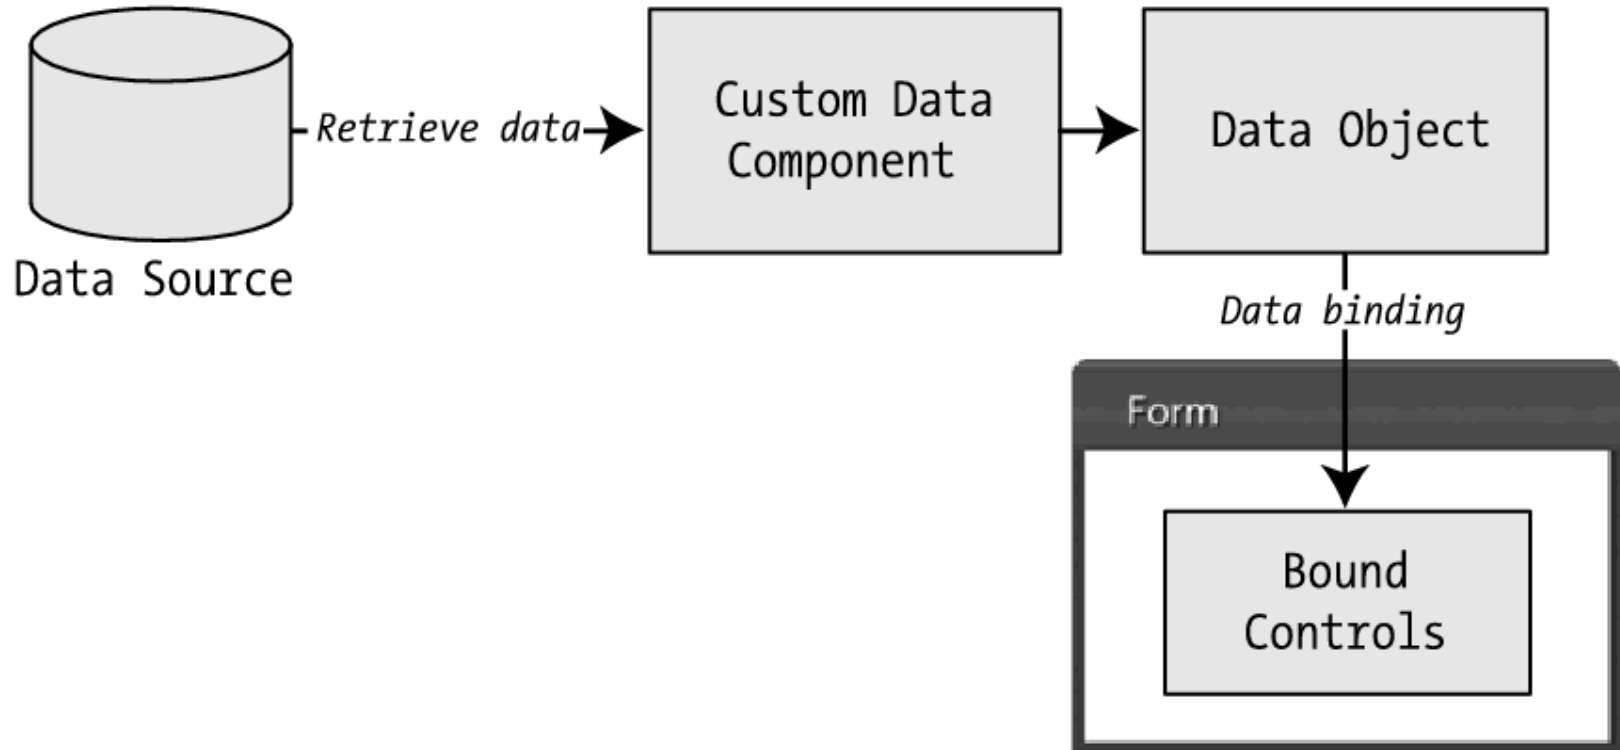 Retrieve data
Custom Data
Component
Data Object
Data Source
Data binding
Form
Bound
Controls